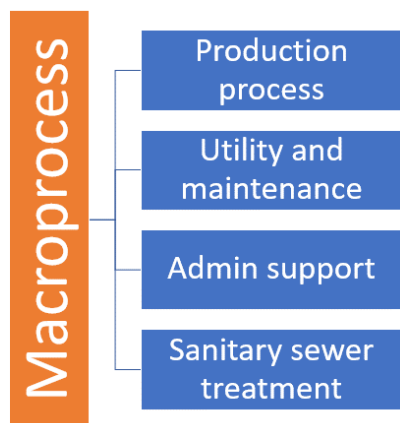 Macroprocess
Production
process
Utility and
maintenance
Admin support
Sanitary sewer
treatment